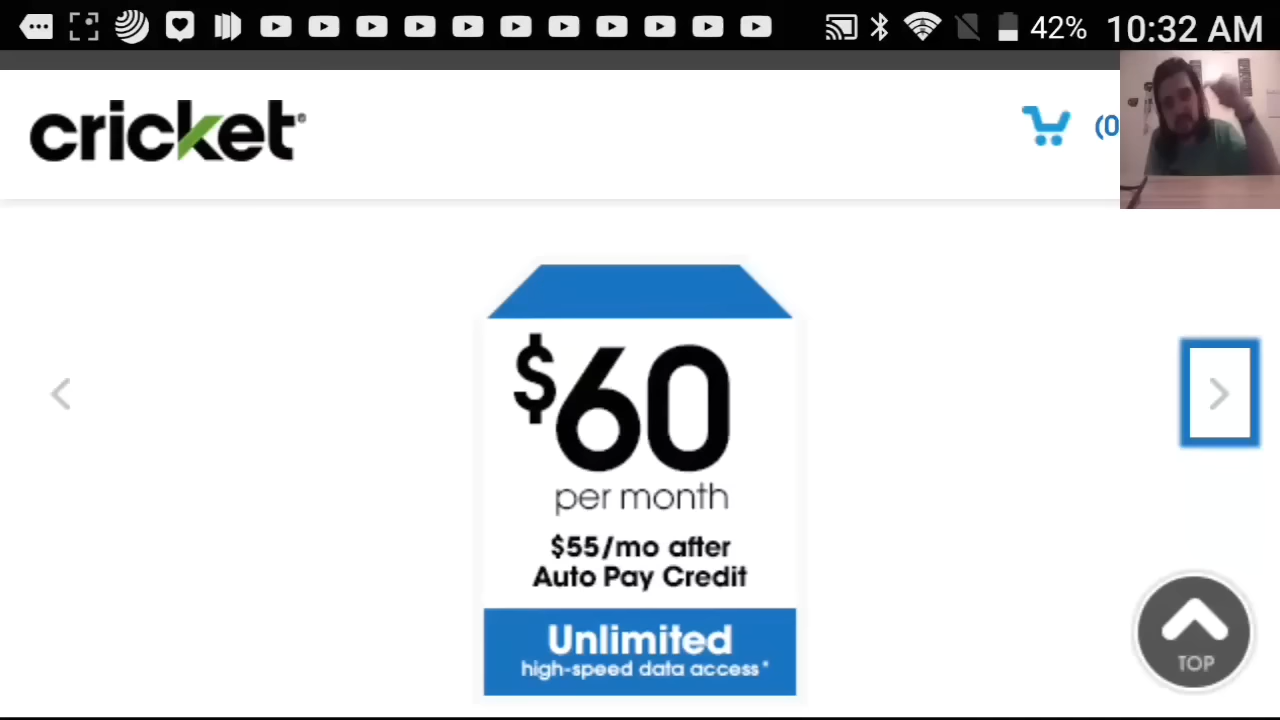 42% 10:32 AM
cricket®
(0
$60
per month
$55/mo after
Auto Pay Credit
Unlimited
high-speed data access*
TOP